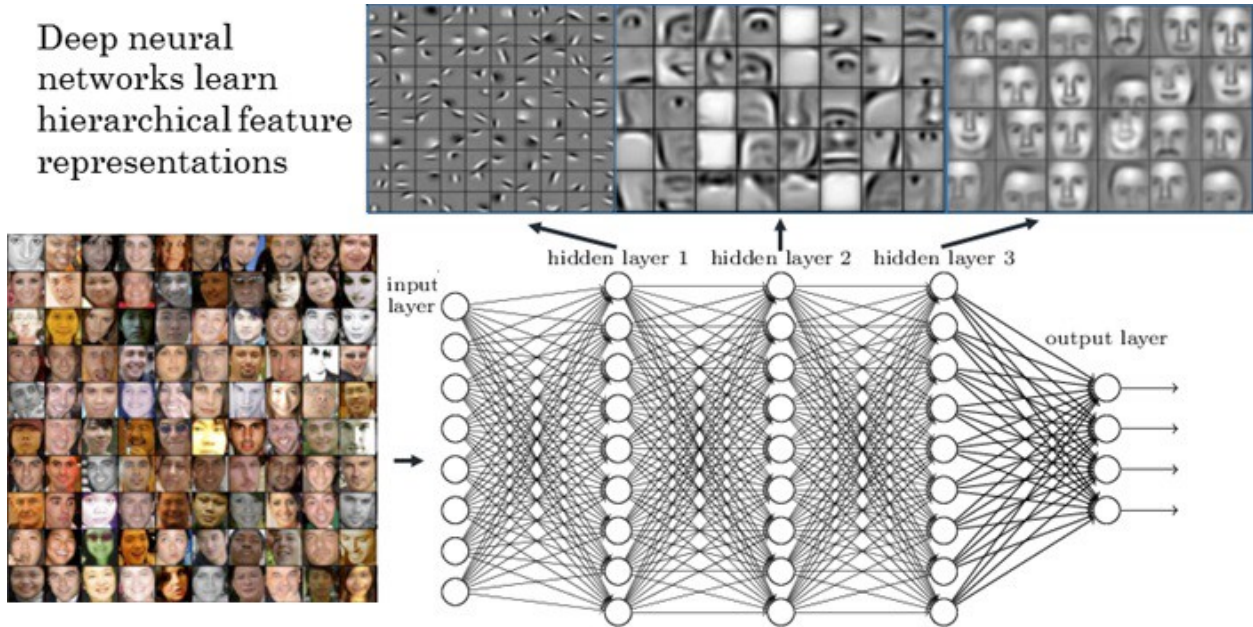 Deep neural
networks learn
hierarchical feature
representations
hidden layer 1
hidden layer 2
hidden layer 3
input
layer
output layer